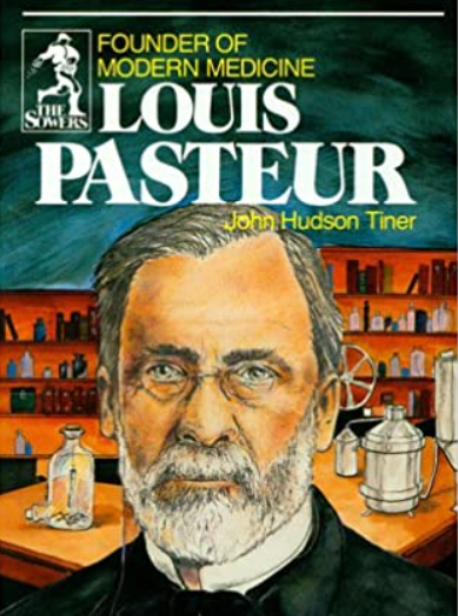 FOUNDER OF
MODERN MEDICINE
THE
SOWERS
LOUIS
PASTEUR
John Hudson Tiner